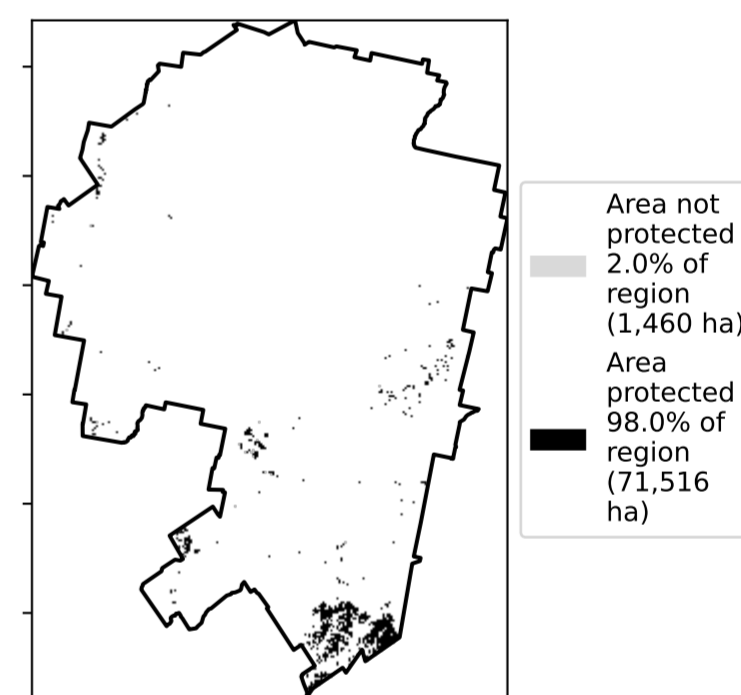 Area not
protected
2.0% of
region
(1,460 ha)
Area
protected
98.0% of
region
(71,516
ha)